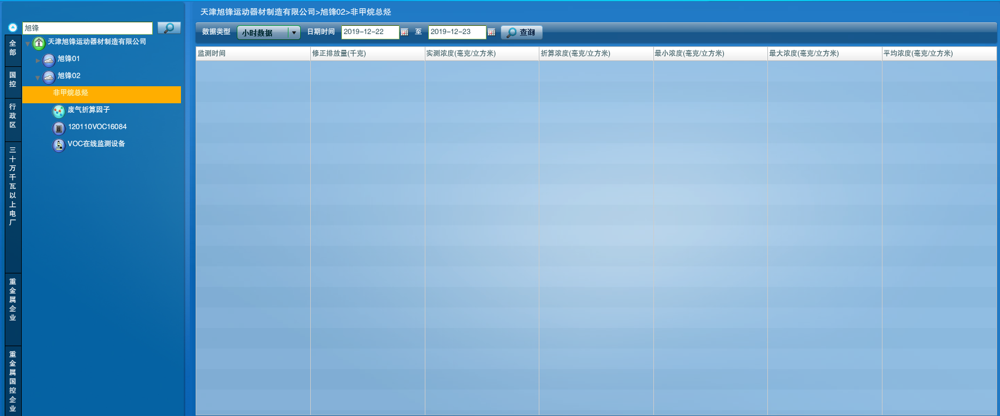 天津旭锋运动器材制造有限公司>旭锋02>非甲烷总烃
旭锋
数据类型 小时数据 日期时间 2019-12-22 至 2019-12-23 查询
全部
国控
行政区
三十万千瓦以上电厂
重金属企业
重金属国控企业
天津旭锋运动器材制造有限公司
旭锋01
旭锋02
非甲烷总烃
废气折算因子
120110VOC16084
VOC在线监测设备
监测时间 修正排放量(千克) 实测浓度(毫克/立方米) 折算浓度(毫克/立方米) 最小浓度(毫克/立方米) 最大浓度(毫克/立方米) 平均浓度(毫克/立方米)